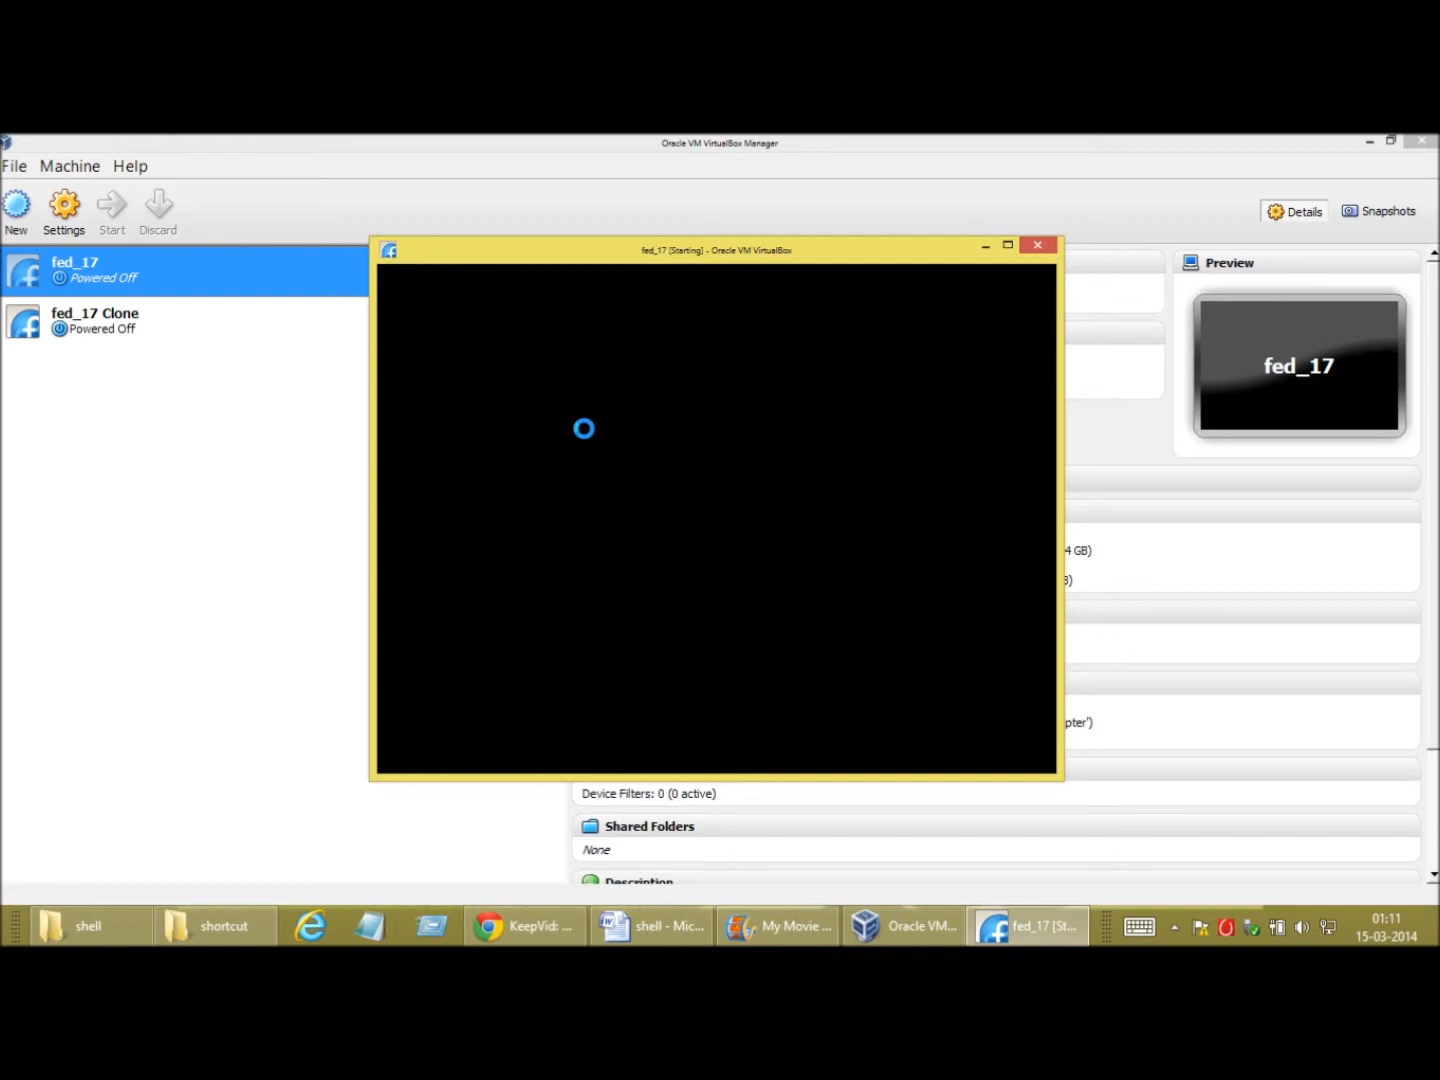 Oracle VM VirtualBox Manager
File Machine Help
New Settings Start Discard
Details Snapshots
fed_17
Powered Off
fed_17 Clone
Powered Off
fed_17 [Starting] - Oracle VM VirtualBox
Preview
fed_17
4 GB)
pter')
Device Filters: 0 (0 active)
Shared Folders
None
Description
shell shortcut KeepVid: ... shell - Mic... My Movie ... Oracle VM... fed_17 [St...
01:11
15-03-2014